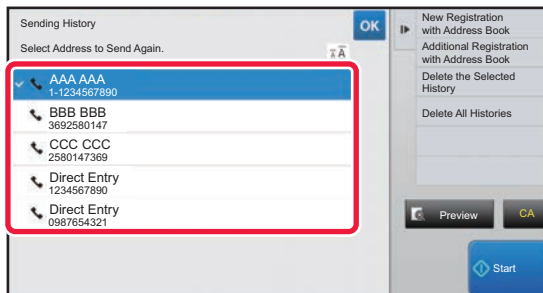 Sending History
OK
Select Address to Send Again.
AAA AAA
1-1234567890
BBB BBB
3692580147
CCC CCC
2580147369
Direct Entry
1234567890
Direct Entry
0987654321
New Registration
with Address Book
Additional Registration
with Address Book
Delete the Selected
History
Delete All Histories
Preview
CA
Start